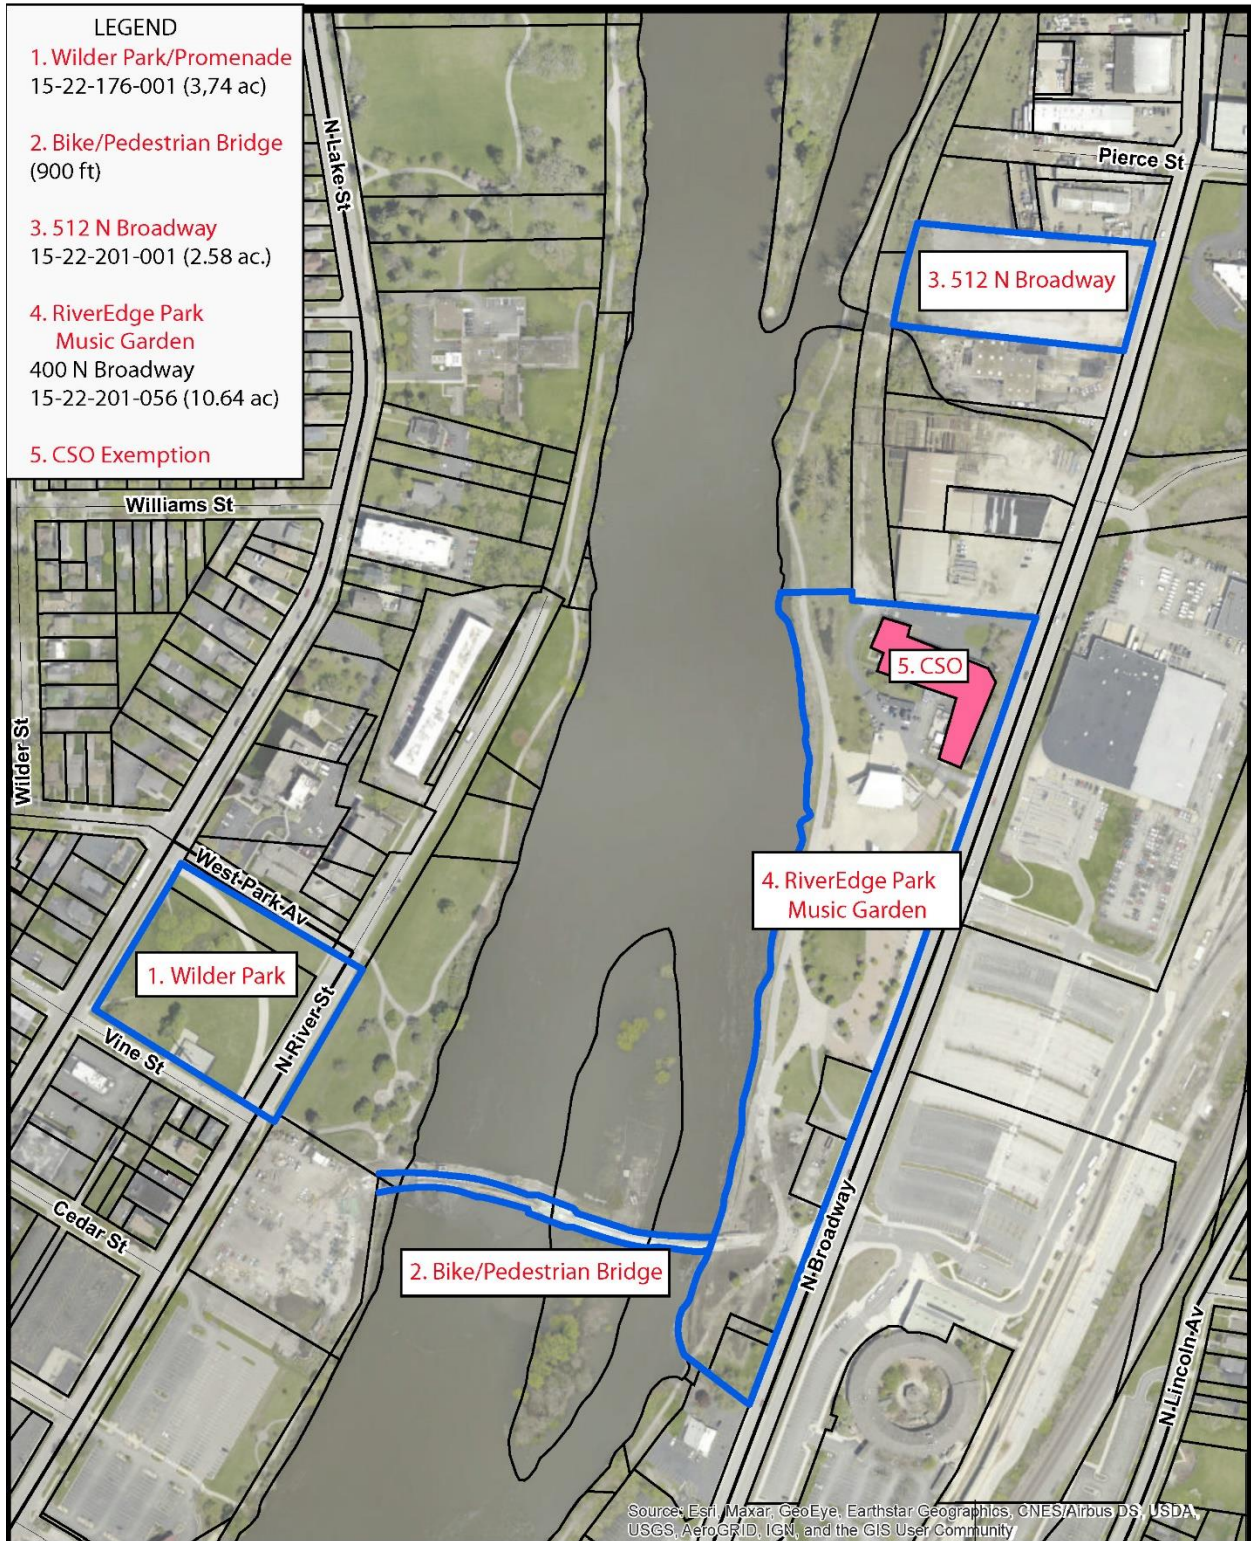 LEGEND
1. Wilder Park/Promenade
15-22-176-001 (3,74 ac)
2. Bike/Pedestrian Bridge
(900 ft)
3. 512 N Broadway
15-22-201-001 (2.58 ac.)
4. RiverEdge Park
Music Garden
400 N Broadway
15-22-201-056 (10.64 ac)
5. CSO Exemption
N Lake St
Pierce St
3. 512 N Broadway
Williams St
Wilder St
5. CSO
West Park Av
4. RiverEdge Park
Music Garden
1. Wilder Park
N River St
Vine St
Cedar St
2. Bike/Pedestrian Bridge
N Broadway
N Lincoln Av
Source: Esri, Maxar, GeoEye, Earthstar Geographics, CNES/Airbus DS, USDA,
USGS, AeroGRID, IGN, and the GIS User Community